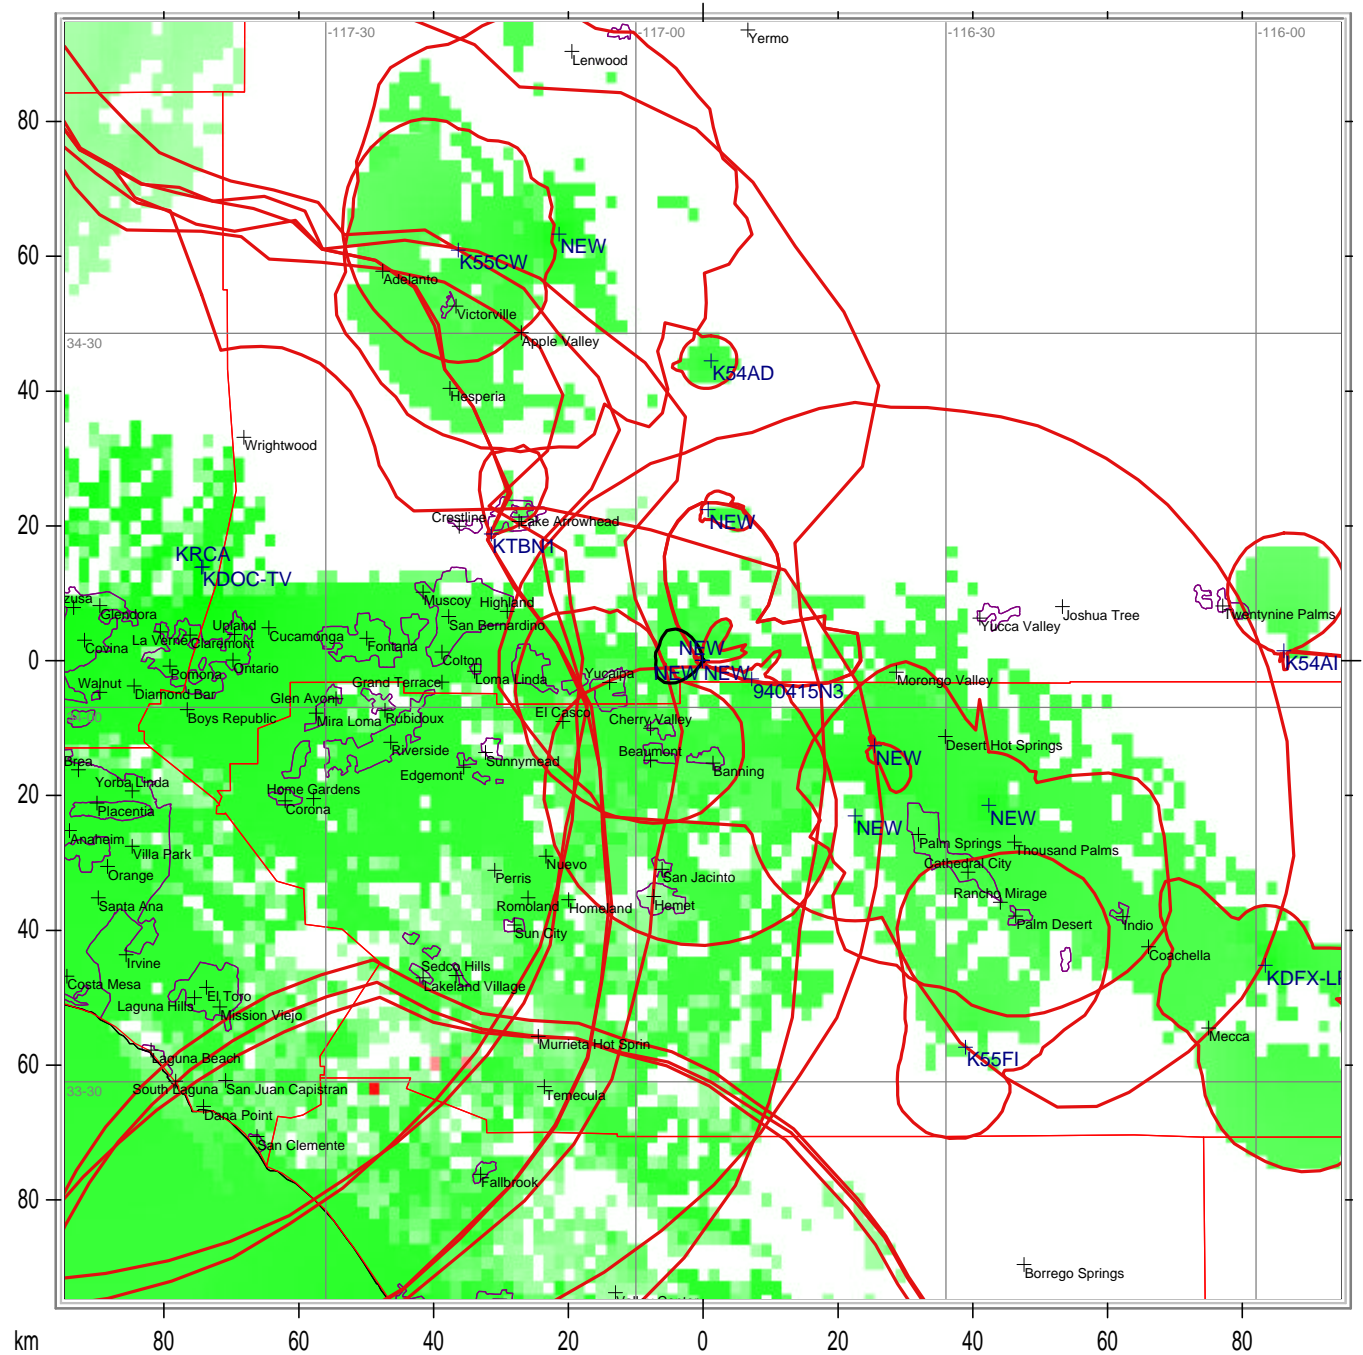 -117-30
-117-00
-116-30
-116-00
Yermo
Lenwood
80
60
NEW
K55CW
Adelanto
Victorville
Apple Valley
34-30
K54AD
40
Hesperia
Wrightwood
20
Crestline
Lake Arrowhead
NEW
KTBN1
KRCA
KDOC-TV
Muscoy
Highland
Glendora
San Bernardino
Upland
Cucamonga
La Verne
Claremont
Fontana
Covina
Joshua Tree
Yucca Valley
Twentynine Palms
0
NEW
Colton
Pomona
Ontario
Loma Linda
Yucaipa
NEW
NEW
K54AI
Walnut
Diamond Bar
Grand Terrace
Morongo Valley
940415N3
Glen Avon
Boys Republic
Mira Loma
Rubidoux
El Casco
Cherry Valley
Riverside
Desert Hot Springs
Beaumont
Sunnymead
Edgemont
Banning
NEW
Brea
Yorba Linda
Home Gardens
Corona
20
Placentia
NEW
NEW
Anaheim
Villa Park
Palm Springs
Thousand Palms
Orange
Nuevo
Cathedral City
Perris
San Jacinto
Rancho Mirage
Santa Ana
Romoland
Homeland
Hemet
Palm Desert
Indio
40
Sun City
Irvine
Coachella
Sedco Hills
Costa Mesa
Lakeland Village
KDFX-LP
El Toro
Laguna Hills
Mission Viejo
Mecca
Murrieta Hot Sprin
Laguna Beach
K55FI
60
33-30
South Laguna
San Juan Capistran
Temecula
Dana Point
San Clemente
Fallbrook
80
Borrego Springs
km
80
60
40
20
0
20
40
60
80